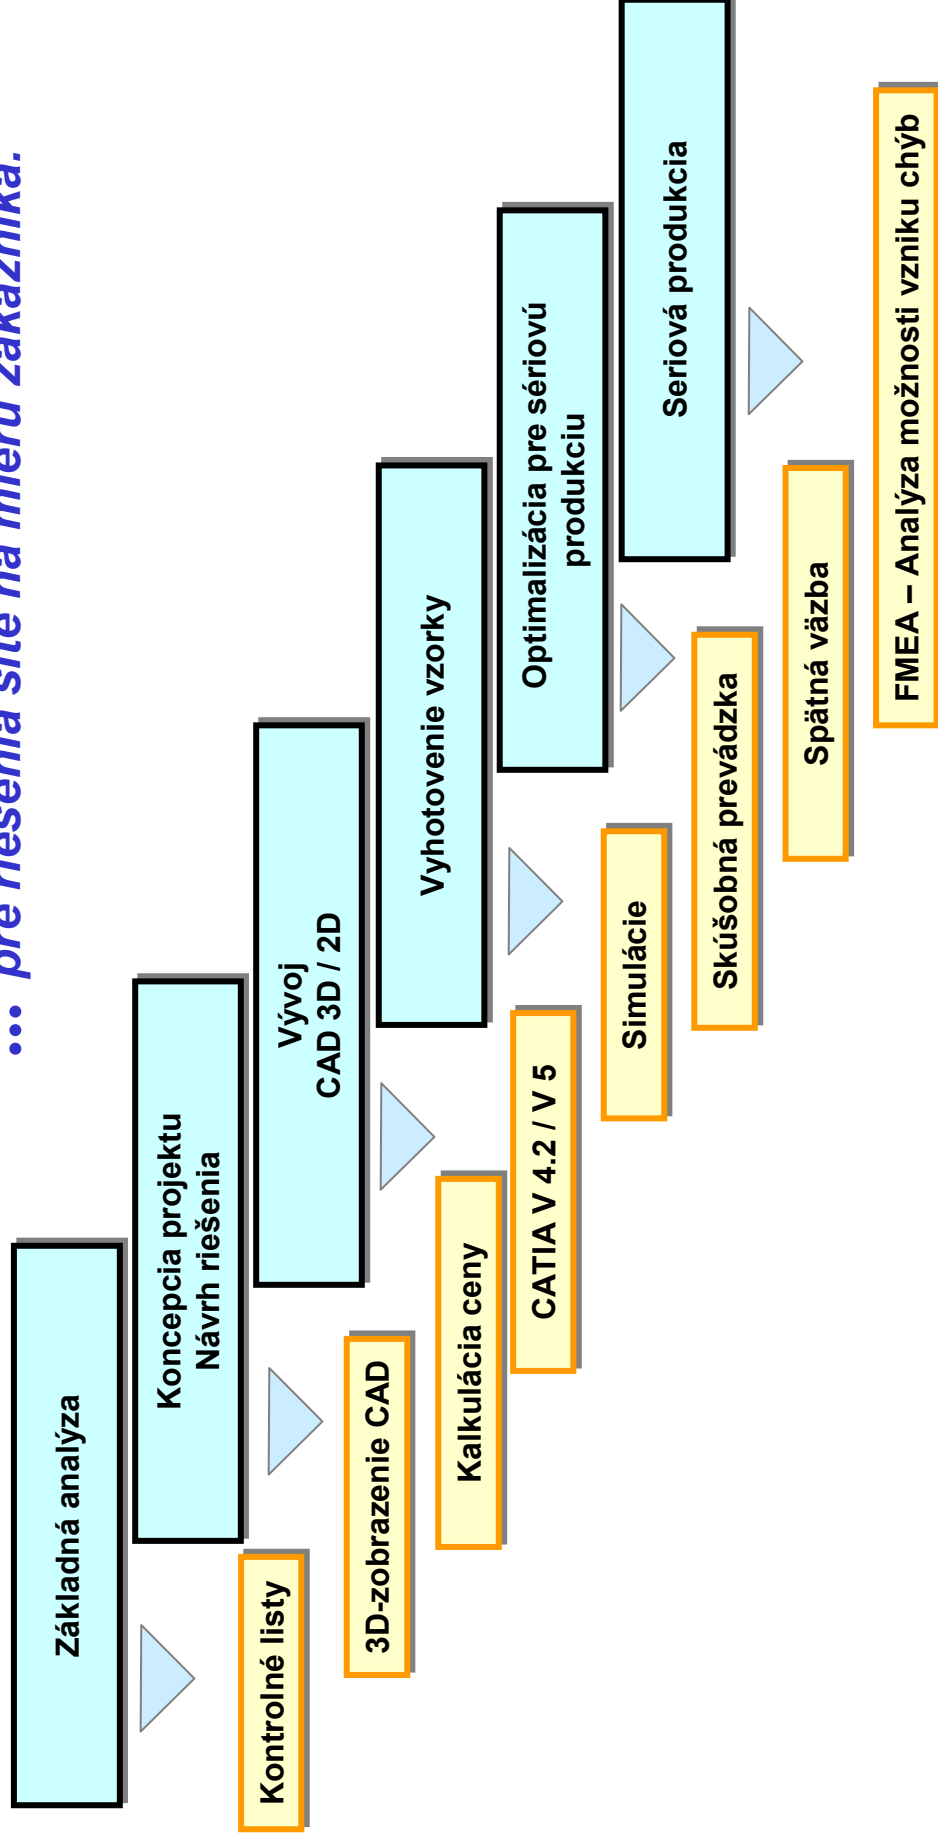 ... pre riešenia šité na mieru zákazníka.
Základná analýza
Koncepcia projektu
Návrh riešenia
Vývoj
CAD 3D / 2D
Vyhotovenie vzorky
Optimalizácia pre sériovú
produkciu
Seriová produkcia
Kontrolné listy
3D-zobrazenie CAD
Kalkulácia ceny
CATIA V 4.2 / V 5
Simulácie
Skúšobná prevádzka
Spätná väzba
FMEA – Analýza možnosti vzniku chýb